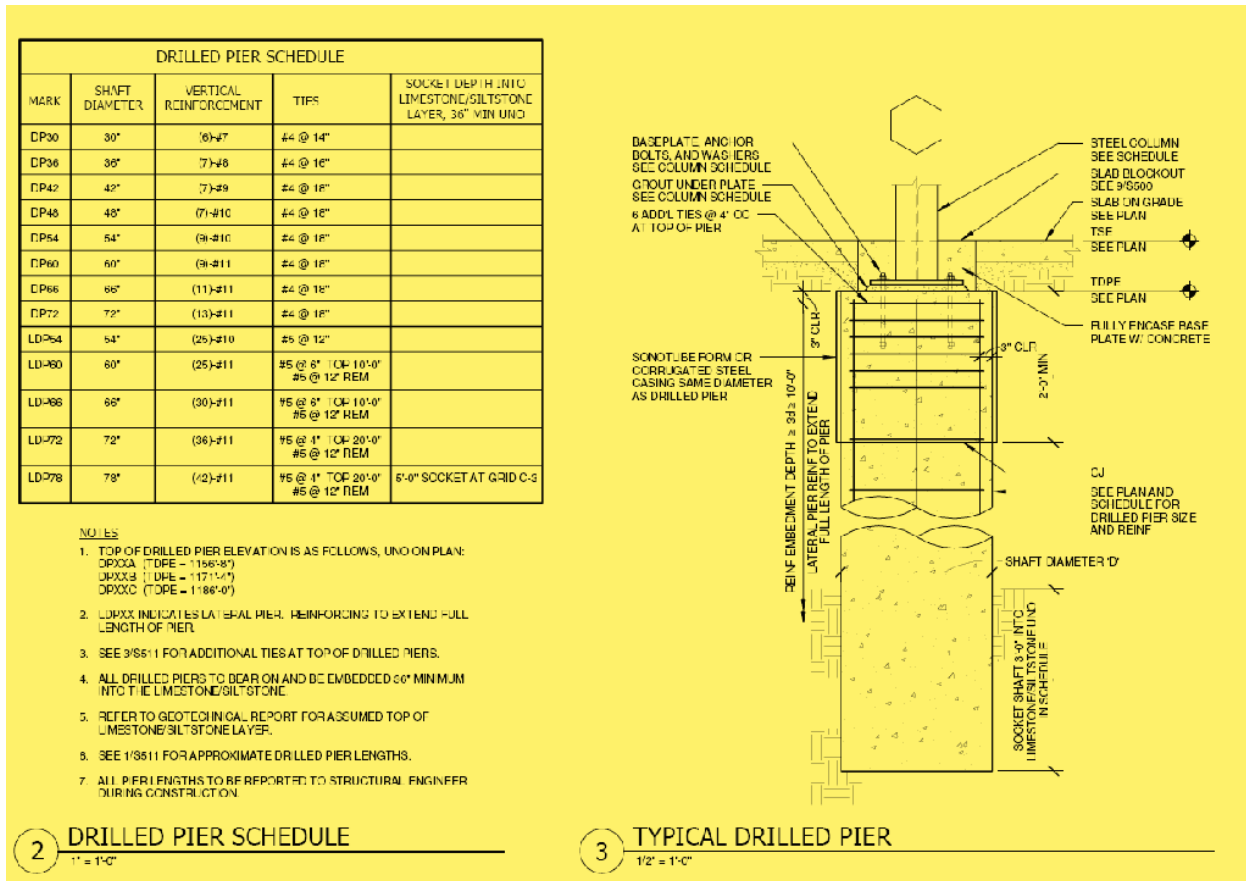 DRILLED PIER SCHEDULE
MARK SHAFT DIAMETER VERTICAL REINFORCEMENT TIES SOCKET DEPTH INTO LIMESTONE/SILTSTONE LAYER, 36" MIN UNO
DP30 30" (6)-#7 #4 @ 14"
DP36 36" (7)-#8 #4 @ 16"
DP42 42" (7)-#9 #4 @ 18"
DP48 48" (7)-#10 #4 @ 18"
DP54 54" (9)-#10 #4 @ 18"
DP60 60" (9)-#11 #4 @ 18"
DP66 66" (11)-#11 #4 @ 18"
DP72 72" (13)-#11 #4 @ 18"
LDP54 54" (25)-#10 #5 @ 12"
LDP60 60" (25)-#11 #5 @ 6" TOP 10'-0"
#5 @ 12" REM
LDP66 66" (30)-#11 #5 @ 6" TOP 10'-0"
#5 @ 12" REM
LDP72 72" (36)-#11 #5 @ 4" TOP 20'-0"
#5 @ 12" REM
LDP78 78" (42)-#11 #5 @ 4" TOP 20'-0" 5'-0" SOCKET AT GRID C-3
#5 @ 12" REM
NOTES
1. TOP OF DRILLED PIER ELEVATION IS AS FOLLOWS, UNO ON PLAN:
DPXXA (TDPE = 1156'-8")
DPXXB (TDPE = 1171'-4")
DPXXC (TDPE = 1186'-0")
2. LDPXX INDICATES LATERAL PIER. REINFORCING TO EXTEND FULL
LENGTH OF PIER.
3. SEE 3/S511 FOR ADDITIONAL TIES AT TOP OF DRILLED PIERS.
4. ALL DRILLED PIERS TO BEAR ON AND BE EMBEDDED 36" MINIMUM
INTO THE LIMESTONE/SILTSTONE.
5. REFER TO GEOTECHNICAL REPORT FOR ASSUMED TOP OF
LIMESTONE/SILTSTONE LAYER.
6. SEE 1/S511 FOR APPROXIMATE DRILLED PIER LENGTHS.
7. ALL PIER LENGTHS TO BE REPORTED TO STRUCTURAL ENGINEER
DURING CONSTRUCTION.
2 DRILLED PIER SCHEDULE
1" = 1'-0"
BASEPLATE, ANCHOR
BOLTS, AND WASHERS
SEE COLUMN SCHEDULE
GROUT UNDER PLATE
SEE COLUMN SCHEDULE
6 ADD'L TIES @ 4" OC
AT TOP OF PIER
SONOTUBE FORM OR
CORRUGATED STEEL
CASING SAME DIAMETER
AS DRILLED PIER
STEEL COLUMN
SEE SCHEDULE
SLAB BLOCKOUT
SEE 9/S500
SLAB ON GRADE
SEE PLAN
TSE
SEE PLAN
TDPE
SEE PLAN
FULLY ENCASE BASE
PLATE W/ CONCRETE
3" CLR
3" CLR
2'-0" MIN
REINF EMBEDMENT DEPTH ≥ 3d ≥ 10'-0"
LATERAL PIER REINF TO EXTEND
FULL LENGTH OF PIER
CJ
SEE PLAN AND
SCHEDULE FOR
DRILLED PIER SIZE
AND REINF
SHAFT DIAMETER 'D'
SOCKET SHAFT 3'-0" INTO
LIMESTONE/SILTSTONE UNO
IN SCHEDULE
3 TYPICAL DRILLED PIER
1/2" = 1'-0"